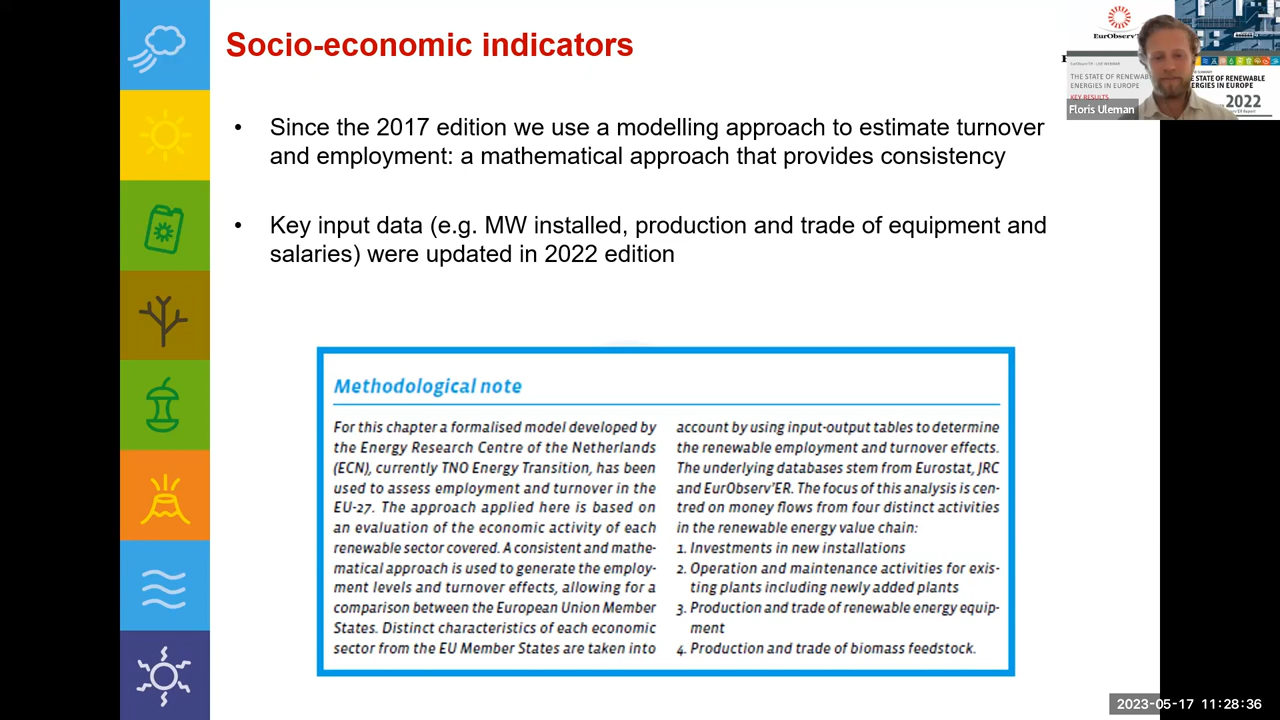 Socio-economic indicators
• Since the 2017 edition we use a modelling approach to estimate turnover
and employment: a mathematical approach that provides consistency
• Key input data (e.g. MW installed, production and trade of equipment and
salaries) were updated in 2022 edition
Methodological note
For this chapter a formalised model developed by
the Energy Research Centre of the Netherlands
(ECN), currently TNO Energy Transition, has been
used to assess employment and turnover in the
EU-27. The approach applied here is based on
an evaluation of the economic activity of each
renewable sector covered. A consistent and mathe-
matical approach is used to generate the employ-
ment levels and turnover effects, allowing for a
comparison between the European Union Member
States. Distinct characteristics of each economic
sector from the EU Member States are taken into
account by using input-output tables to determine
the renewable employment and turnover effects.
The underlying databases stem from Eurostat, JRC
and EurObserv'ER. The focus of this analysis is cen-
tred on money flows from four distinct activities
in the renewable energy value chain:
1. Investments in new installations
2. Operation and maintenance activities for exis-
ting plants including newly added plants
3. Production and trade of renewable energy equip-
ment
4. Production and trade of biomass feedstock.
EurObserv'
THE STATE OF RENEWAB
ENERGIES IN EUROPE
KEY RESULTS
E STATE OF RENEWABLE
ERGIES IN EUROPE
2022
Floris Uleman
2023-05-17 11:28:36